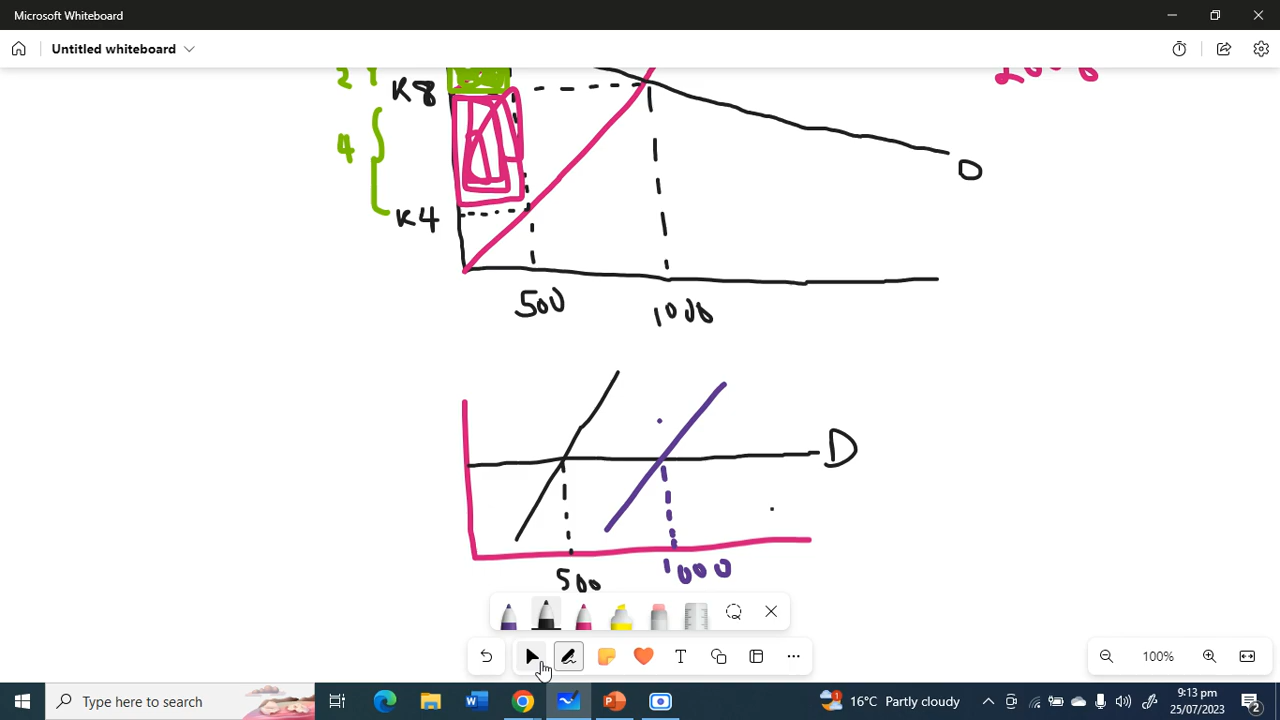 Microsoft Whiteboard
Untitled whiteboard
K8
4
K4
D
500
1000
D
500
1000
T
100%
Type here to search
16°C Partly cloudy
9:13 pm
25/07/2023
2